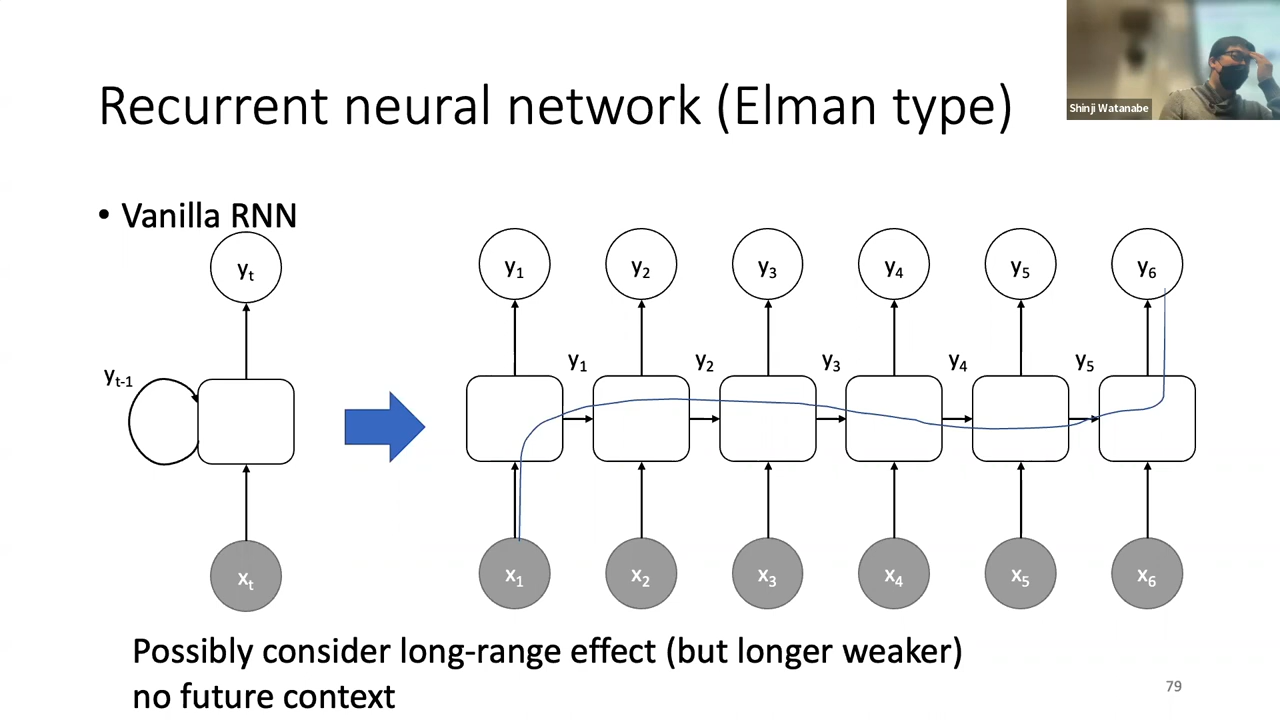 Shinji Watanabe
Recurrent neural network (Elman type)
• Vanilla RNN
yt
y1 y2 y3 y4 y5 y6
yt-1
y1 y2 y3 y4 y5
xt
x1 x2 x3 x4 x5 x6
Possibly consider long-range effect (but longer weaker)
no future context
79